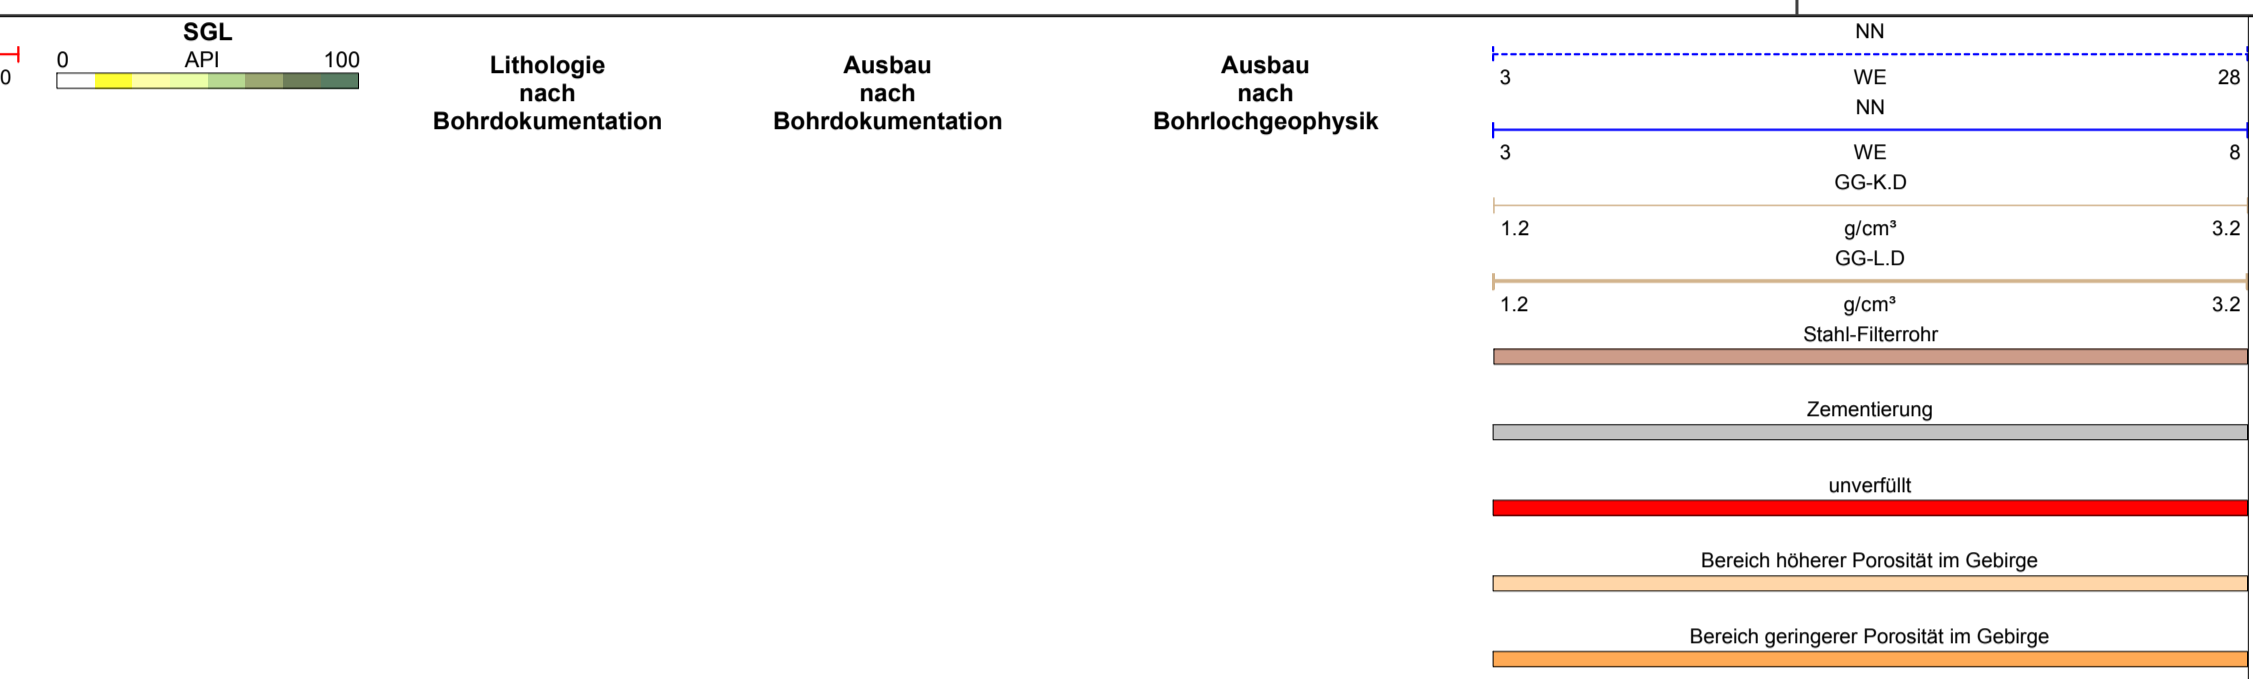 0
SGL
0 API 100
Lithologie
nach
Bohrdokumentation
Ausbau
nach
Bohrdokumentation
Ausbau
nach
Bohrlochgeophysik
NN
3 WE 28
NN
3 WE 8
GG-K.D
1.2 g/cm³ 3.2
GG-L.D
1.2 g/cm³ 3.2
Stahl-Filterrohr
Zementierung
unverfüllt
Bereich höherer Porosität im Gebirge
Bereich geringerer Porosität im Gebirge